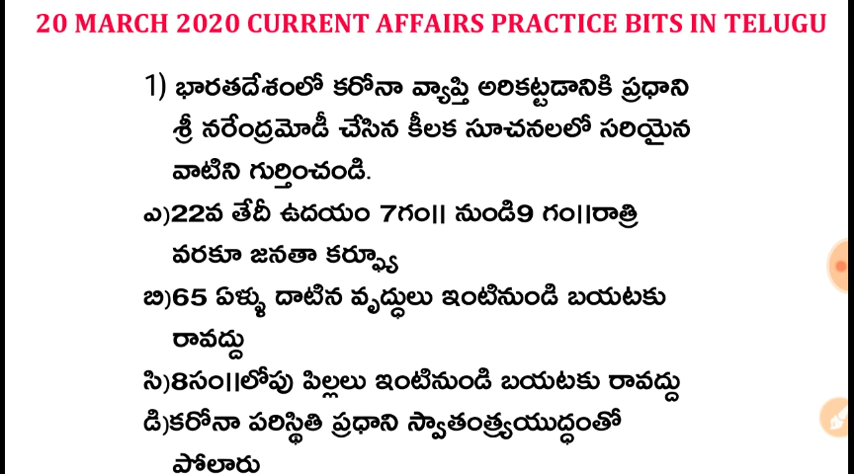 20 MARCH 2020 CURRENT AFFAIRS PRACTICE BITS IN TELUGU
1) భారతదేశంలో కరోనా వ్యాప్తి అరికట్టడానికి ప్రధాని
శ్రీ నరేంద్రమోడీ చేసిన కీలక సూచనలలో సరియైన
వాటిని గుర్తించండి.
ఎ)22వ తేదీ ఉదయం 7గం|| నుండి9 గం||రాత్రి
వరకూ జనతా కర్ఫ్యూ
బి)65 ఏళ్ళు దాటిన వృద్ధులు ఇంటినుండి బయటకు
రావద్దు
సి)8సం||లోపు పిల్లలు ఇంటినుండి బయటకు రావద్దు
డి)కరోనా పరిస్థితి ప్రధాని స్వాతంత్ర్యయుద్ధంతో
పోలారు